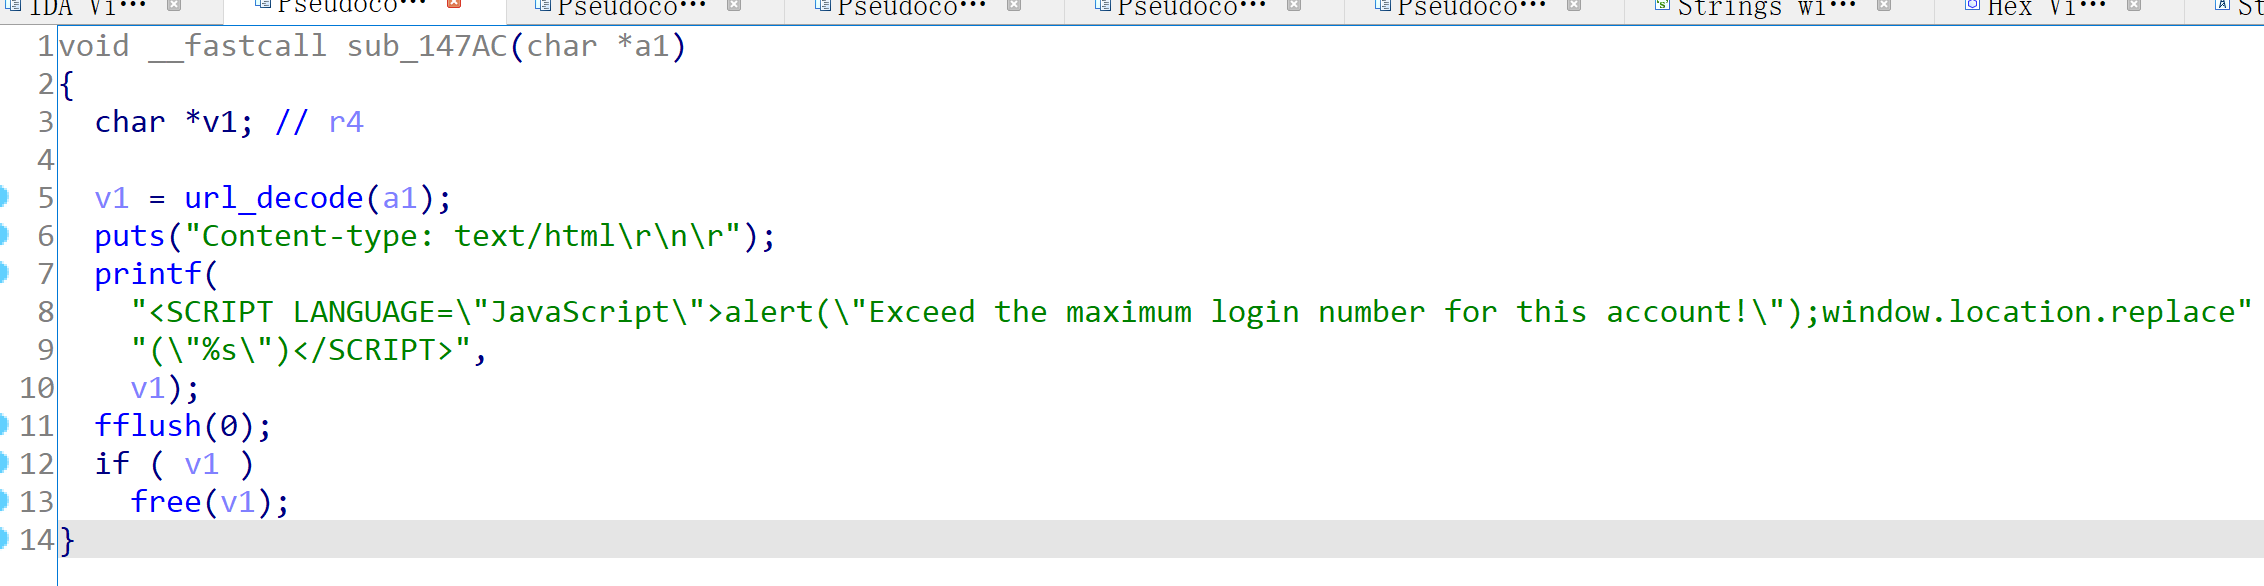 IDA Vi... Pseudoco... Pseudoco... Pseudoco... Pseudoco... Pseudoco... Strings wi... Hex Vi... St
1 void __fastcall sub_147AC(char *a1)
2 {
3 char *v1; // r4
4
5 v1 = url_decode(a1);
6 puts("Content-type: text/html\r\n\r");
7 printf(
8 "<SCRIPT LANGUAGE=\"JavaScript\">alert(\"Exceed the maximum login number for this account!\");window.location.replace"
9 "(\"%s\")</SCRIPT>",
10 v1);
11 fflush(0);
12 if ( v1 )
13 free(v1);
14 }